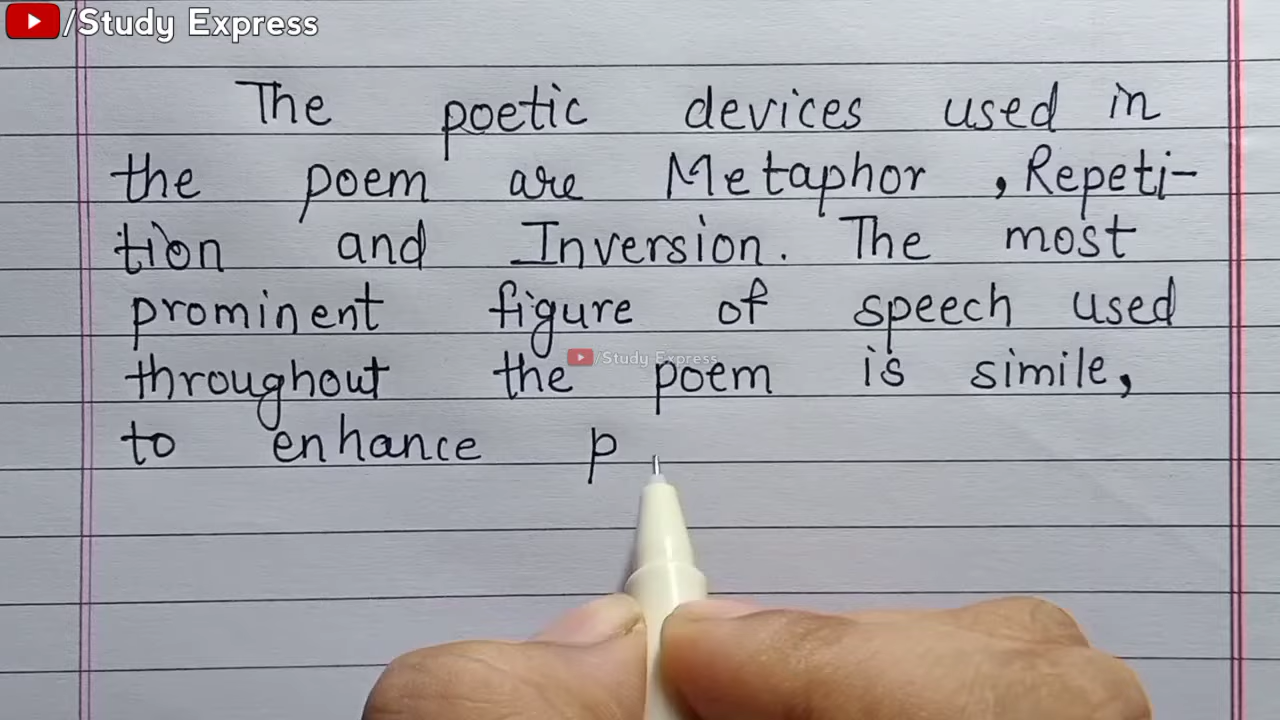 /Study Express
The poetic devices used in
the poem are Metaphor , Repeti-
tion and Inversion. The most
prominent figure of speech used
throughout the poem is simile,
/Study Express
to enhance p